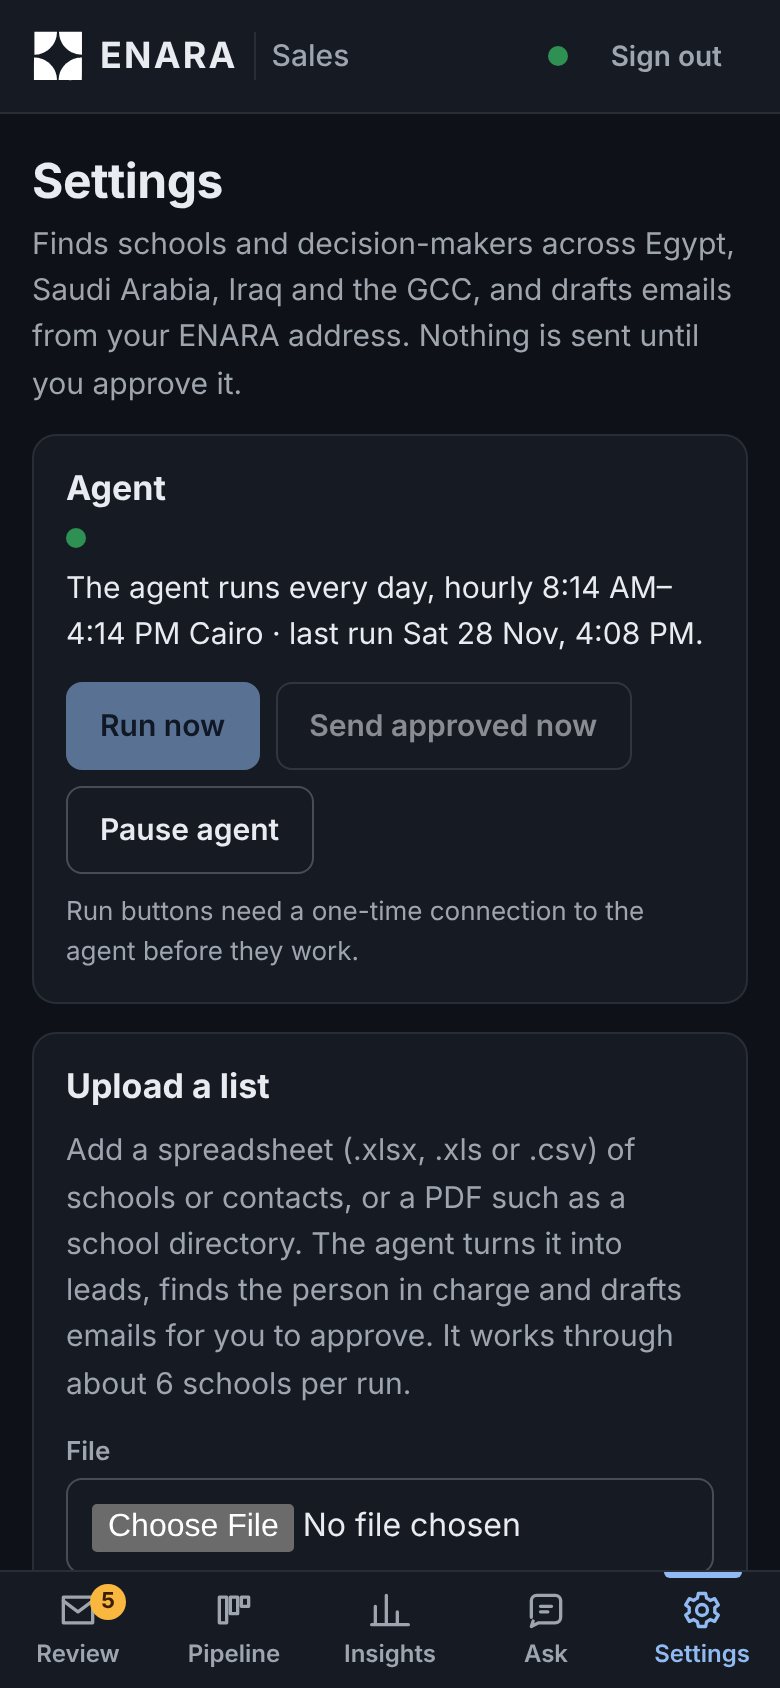 ENARA Sales
Sign out
Settings
Finds schools and decision-makers across Egypt,
Saudi Arabia, Iraq and the GCC, and drafts emails
from your ENARA address. Nothing is sent until
you approve it.
Agent
The agent runs every day, hourly 8:14 AM–
4:14 PM Cairo · last run Sat 28 Nov, 4:08 PM.
Run now
Send approved now
Pause agent
Run buttons need a one-time connection to the
agent before they work.
Upload a list
Add a spreadsheet (.xlsx, .xls or .csv) of
schools or contacts, or a PDF such as a
school directory. The agent turns it into
leads, finds the person in charge and drafts
emails for you to approve. It works through
about 6 schools per run.
File
Choose File No file chosen
5
Review
Pipeline
Insights
Ask
Settings